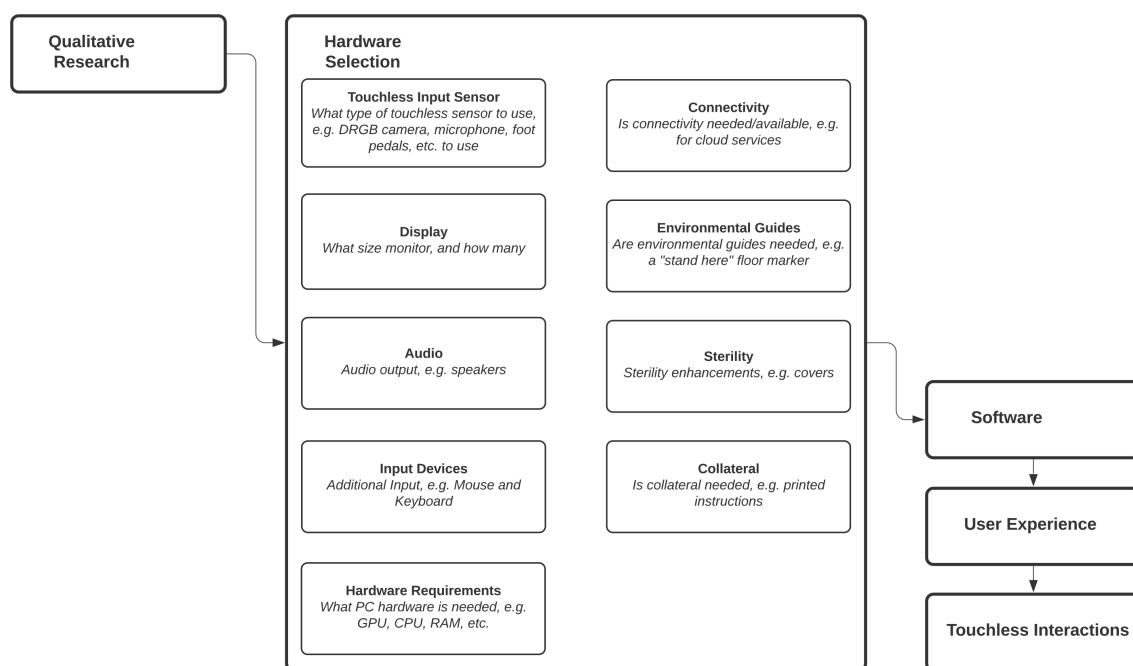 Qualitative
Research
Hardware
Selection
Touchless Input Sensor
What type of touchless sensor to use,
e.g. DRGB camera, microphone, foot
pedals, etc. to use
Display
What size monitor, and how many
Audio
Audio output, e.g. speakers
Input Devices
Additional Input, e.g. Mouse and
Keyboard
Hardware Requirements
What PC hardware is needed, e.g.
GPU, CPU, RAM, etc.
Connectivity
Is connectivity needed/available, e.g.
for cloud services
Environmental Guides
Are environmental guides needed, e.g.
a "stand here" floor marker
Sterility
Sterility enhancements, e.g. covers
Collateral
Is collateral needed, e.g. printed
instructions
Software
User Experience
Touchless Interactions